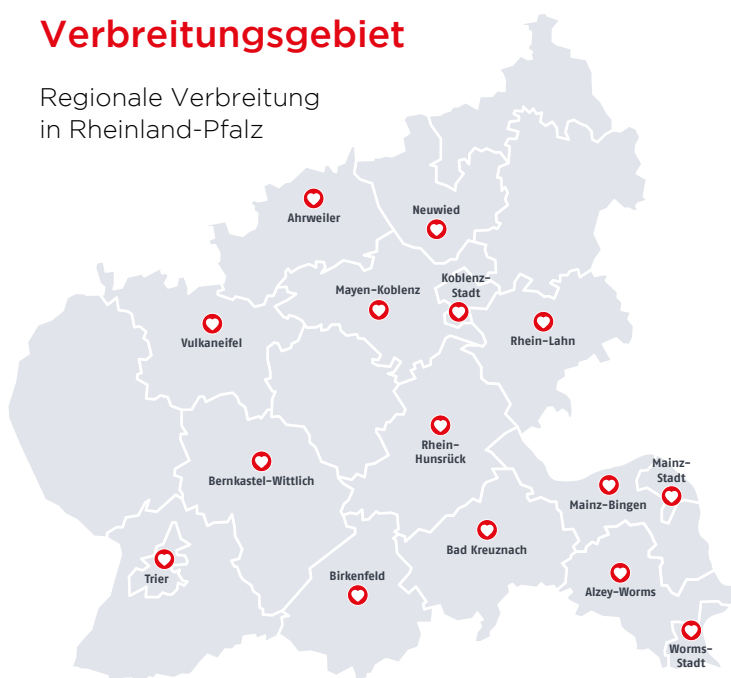 Verbreitungsgebiet
Regionale Verbreitung
in Rheinland-Pfalz
Ahrweiler
Neuwied
Mayen-Koblenz
Koblenz-
Stadt
Vulkaneifel
Rhein-Lahn
Rhein-
Hunsrück
Bernkastel-Wittlich
Mainz-
Stadt
Mainz-Bingen
Bad Kreuznach
Trier
Birkenfeld
Alzey-Worms
Worms-
Stadt